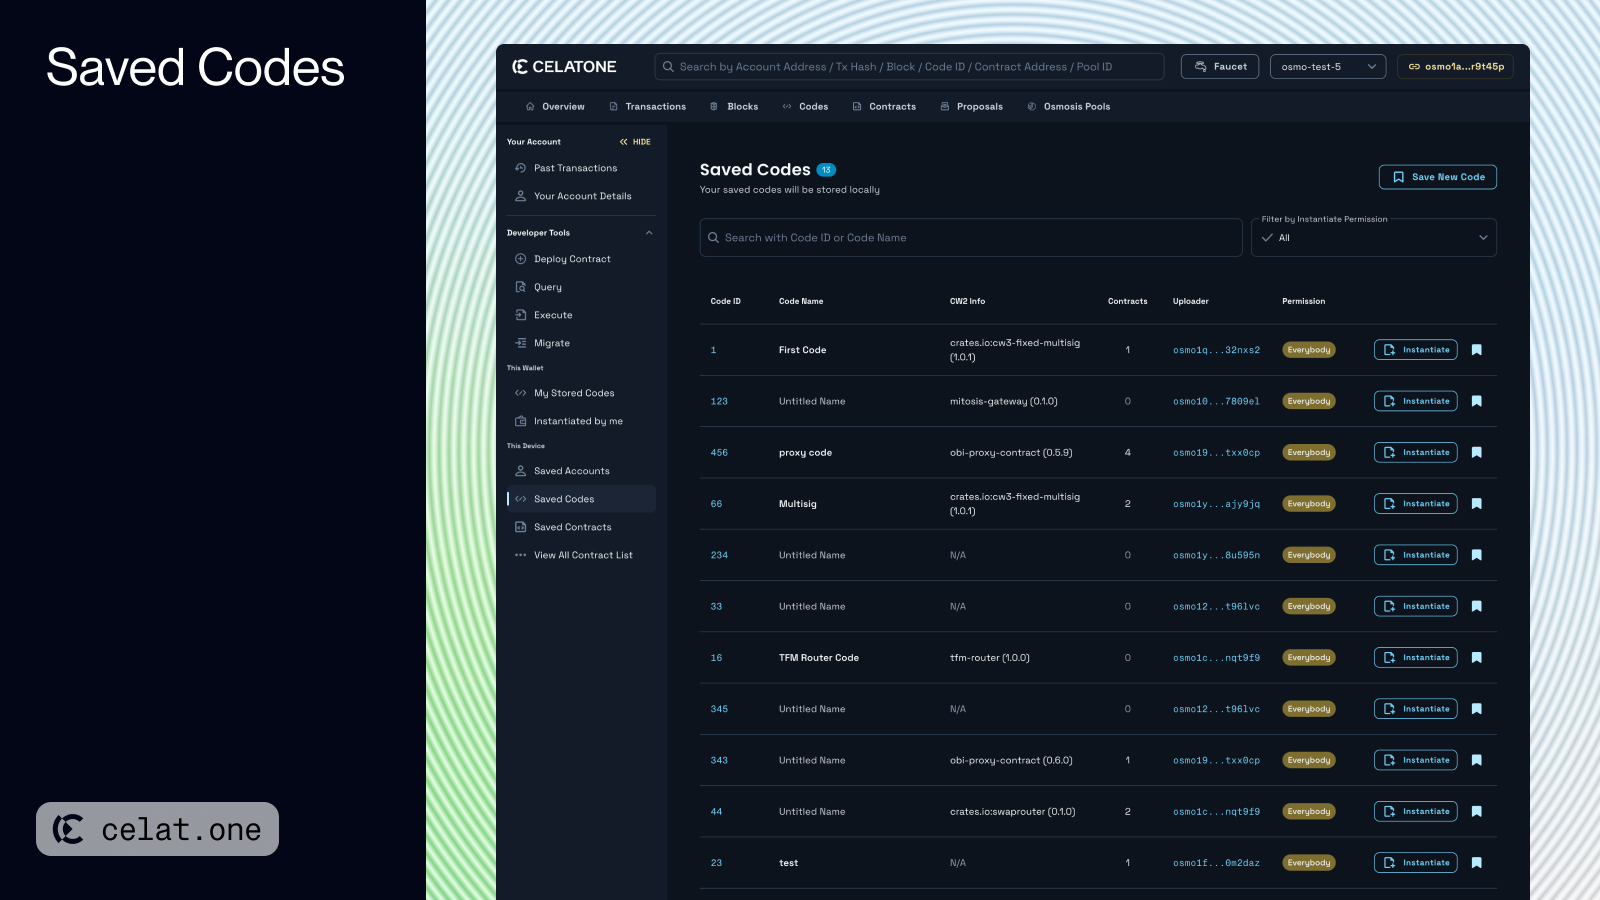 Saved Codes
CELATONE
Search by Account Address / Tx Hash / Block / Code ID / Contract Address / Pool ID
Faucet
osmo-test-5
osmo1a...r9t45p
Overview Transactions Blocks Codes Contracts Proposals Osmosis Pools
Your Account HIDE
Past Transactions
Your Account Details
Developer Tools
Deploy Contract
Query
Execute
Migrate
This Wallet
My Stored Codes
Instantiated by me
This Device
Saved Accounts
Saved Codes
Saved Contracts
View All Contract List
Saved Codes 13
Your saved codes will be stored locally
Save New Code
Search with Code ID or Code Name
Filter by Instantiate Permission
All
Code ID Code Name CW2 Info Contracts Uploader Permission
1 First Code crates.io:cw3-fixed-multisig (1.0.1) 1 osmo1q...32nxs2 Everybody Instantiate
123 Untitled Name mitosis-gateway (0.1.0) 0 osmo10...7809el Everybody Instantiate
456 proxy code obi-proxy-contract (0.5.9) 4 osmo19...txx0cp Everybody Instantiate
66 Multisig crates.io:cw3-fixed-multisig (1.0.1) 2 osmo1y...ajy9jq Everybody Instantiate
234 Untitled Name N/A 0 osmo1y...8u595n Everybody Instantiate
33 Untitled Name N/A 0 osmo12...t96lvc Everybody Instantiate
16 TFM Router Code tfm-router (1.0.0) 0 osmo1c...nqt9f9 Everybody Instantiate
345 Untitled Name N/A 0 osmo12...t96lvc Everybody Instantiate
343 Untitled Name obi-proxy-contract (0.6.0) 1 osmo19...txx0cp Everybody Instantiate
44 Untitled Name crates.io:swaprouter (0.1.0) 2 osmo1c...nqt9f9 Everybody Instantiate
23 test N/A 1 osmo1f...0m2daz Everybody Instantiate
celat.one